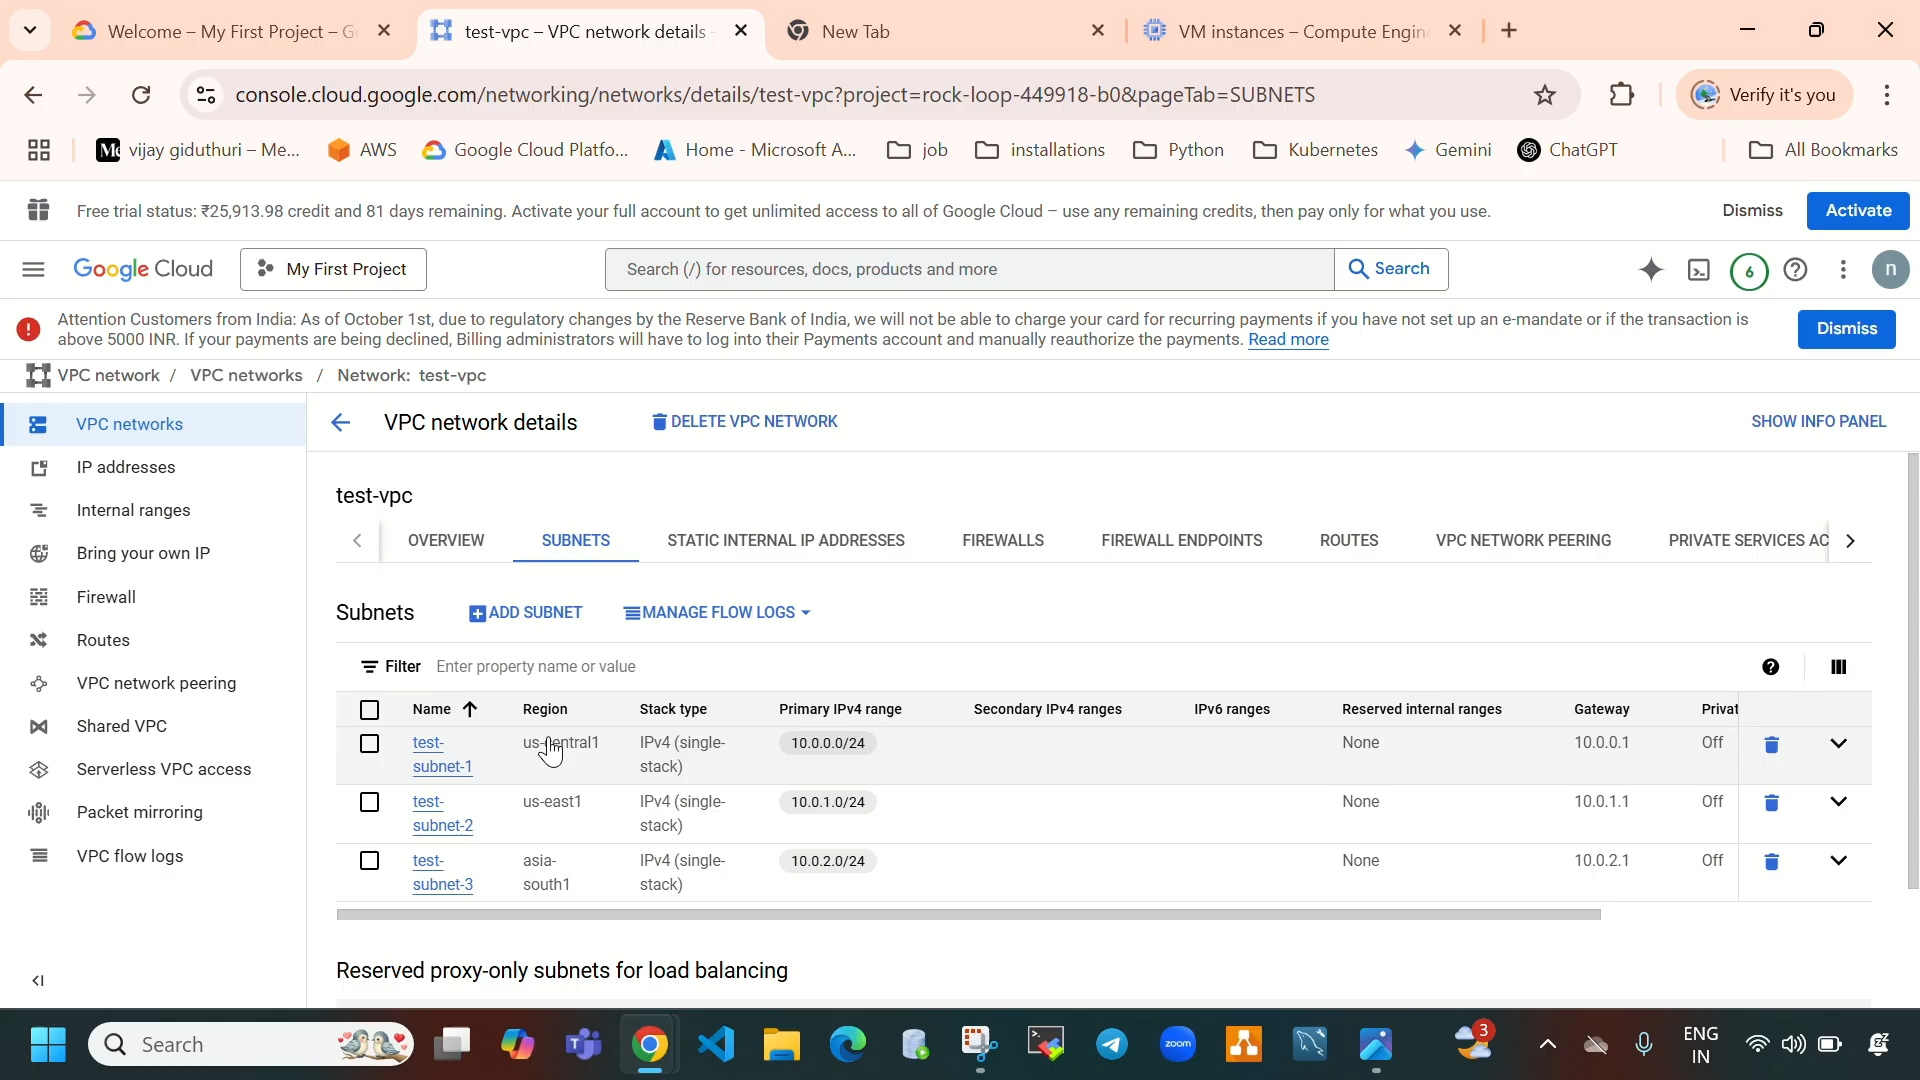 Welcome – My First Project – Go
test-vpc – VPC network details -
New Tab
VM instances – Compute Engine
console.cloud.google.com/networking/networks/details/test-vpc?project=rock-loop-449918-b0&pageTab=SUBNETS
Verify it's you
vijay giduthuri – Me...
AWS
Google Cloud Platfo...
Home - Microsoft A...
job
installations
Python
Kubernetes
Gemini
ChatGPT
All Bookmarks
Free trial status: ₹25,913.98 credit and 81 days remaining. Activate your full account to get unlimited access to all of Google Cloud – use any remaining credits, then pay only for what you use.
Dismiss
Activate
Google Cloud
My First Project
Search (/) for resources, docs, products and more
Search
6
n
Attention Customers from India: As of October 1st, due to regulatory changes by the Reserve Bank of India, we will not be able to charge your card for recurring payments if you have not set up an e-mandate or if the transaction is
above 5000 INR. If your payments are being declined, Billing administrators will have to log into their Payments account and manually reauthorize the payments. Read more
Dismiss
VPC network / VPC networks / Network: test-vpc
VPC networks
IP addresses
Internal ranges
Bring your own IP
Firewall
Routes
VPC network peering
Shared VPC
Serverless VPC access
Packet mirroring
VPC flow logs
VPC network details
DELETE VPC NETWORK
SHOW INFO PANEL
test-vpc
OVERVIEW
SUBNETS
STATIC INTERNAL IP ADDRESSES
FIREWALLS
FIREWALL ENDPOINTS
ROUTES
VPC NETWORK PEERING
PRIVATE SERVICES AC
Subnets
ADD SUBNET
MANAGE FLOW LOGS
Filter Enter property name or value
Name Region Stack type Primary IPv4 range Secondary IPv4 ranges IPv6 ranges Reserved internal ranges Gateway Privat
test-subnet-1 us-central1 IPv4 (single-stack) 10.0.0.0/24 None 10.0.0.1 Off
test-subnet-2 us-east1 IPv4 (single-stack) 10.0.1.0/24 None 10.0.1.1 Off
test-subnet-3 asia-south1 IPv4 (single-stack) 10.0.2.0/24 None 10.0.2.1 Off
Reserved proxy-only subnets for load balancing
Search
zoom
3
ENG
IN